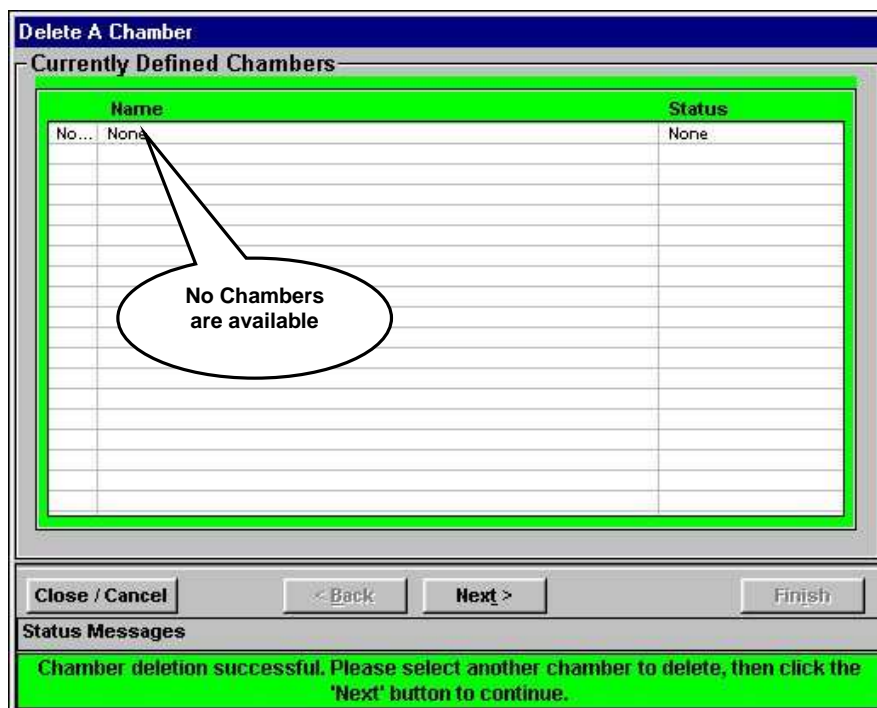 Delete A Chamber
Currently Defined Chambers
Name Status
No... None None
No Chambers
are available
Close / Cancel < Back Next > Finish
Status Messages
Chamber deletion successful. Please select another chamber to delete, then click the
'Next' button to continue.